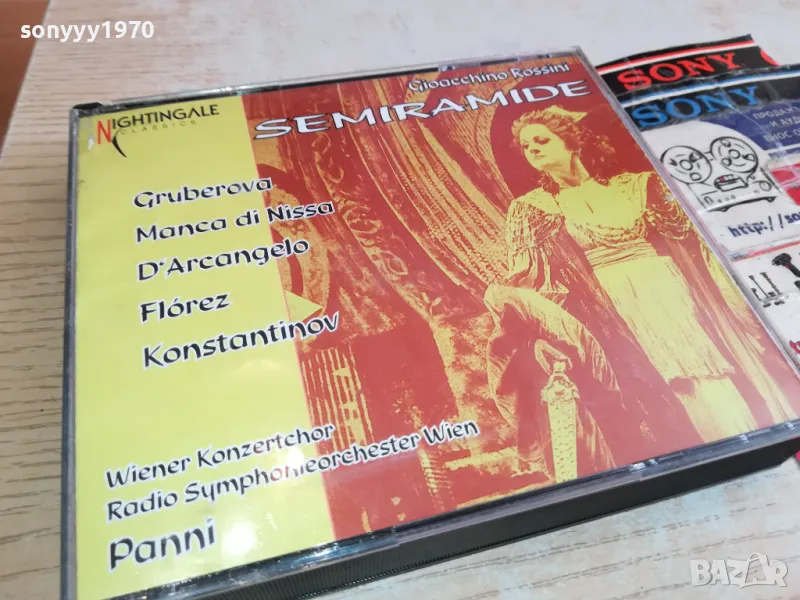 sonyyy1970
NIGHTINGALE
CLASSICS
Gioacchino Rossini
SEMIRAMIDE
Gruberova
Manca di Nissa
D'Arcangelo
Flórez
Konstantinov
Wiener Konzertchor
Radio Symphonieorchester Wien
Panni
SONY
SONY
http://so
BAZAR